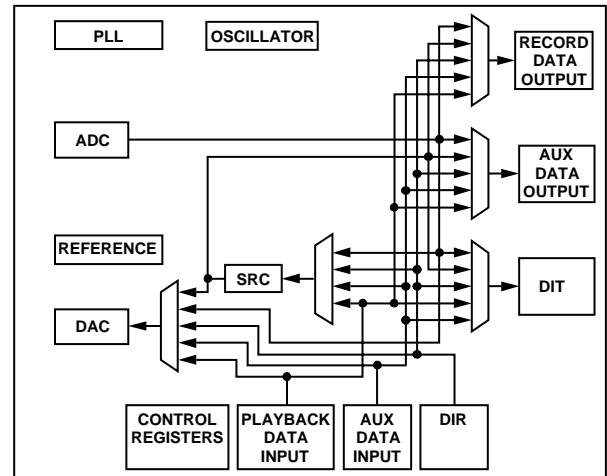 PLL
OSCILLATOR
RECORD
DATA
OUTPUT
ADC
AUX
DATA
OUTPUT
REFERENCE
SRC
DIT
DAC
CONTROL
REGISTERS
PLAYBACK
DATA
INPUT
AUX
DATA
INPUT
DIR